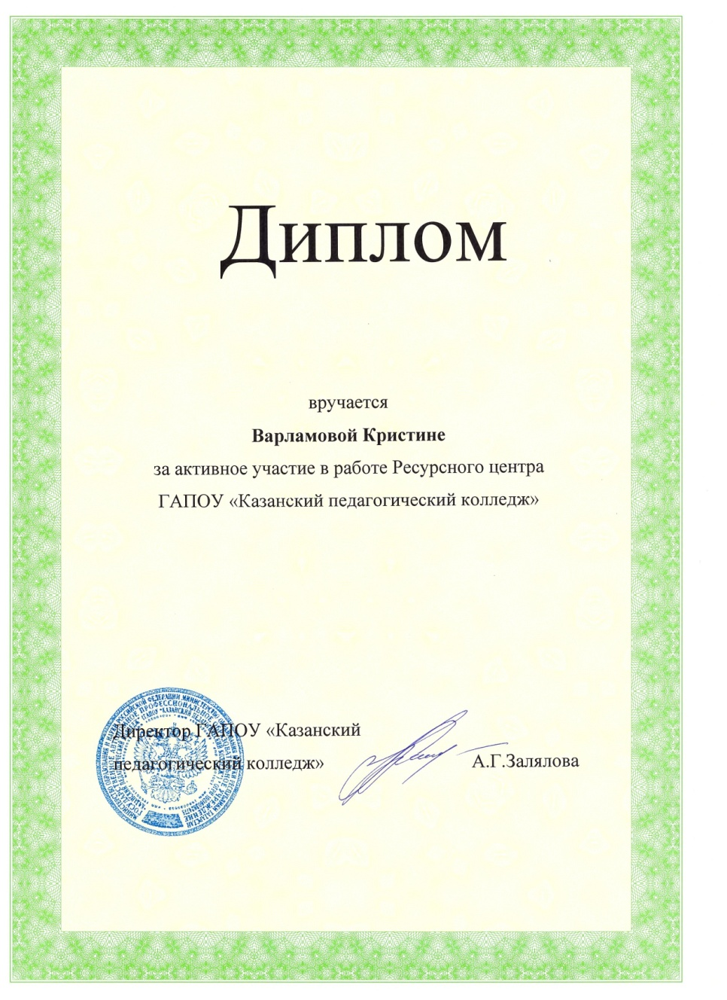 Диплом
вручается
Варламовой Кристине
за активное участие в работе Ресурсного центра
ГАПОУ «Казанский педагогический колледж»
Директор ГАПОУ «Казанский
педагогический колледж»
А.Г.Залялова